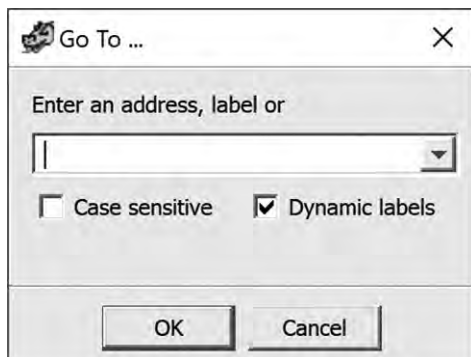 Go To ...
Enter an address, label or
Case sensitive
Dynamic labels
OK
Cancel